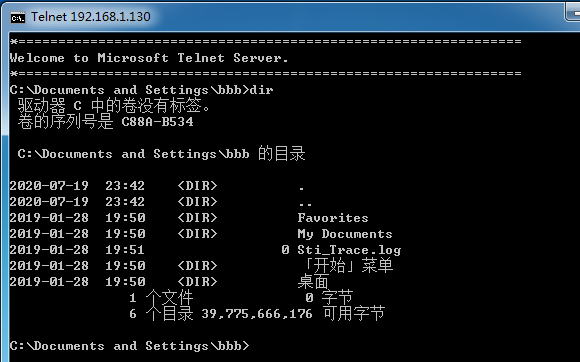 Telnet 192.168.1.130
*===============================================================
Welcome to Microsoft Telnet Server.
*===============================================================
C:\Documents and Settings\bbb>dir
 驱动器 C 中的卷没有标签。
 卷的序列号是 C88A-B534
 C:\Documents and Settings\bbb 的目录
2020-07-19  23:42    <DIR>          .
2020-07-19  23:42    <DIR>          ..
2019-01-28  19:50    <DIR>          Favorites
2019-01-28  19:50    <DIR>          My Documents
2019-01-28  19:51                 0 Sti_Trace.log
2019-01-28  19:50    <DIR>          「开始」菜单
2019-01-28  19:50    <DIR>          桌面
               1 个文件              0 字节
               6 个目录 39,775,666,176 可用字节
C:\Documents and Settings\bbb>